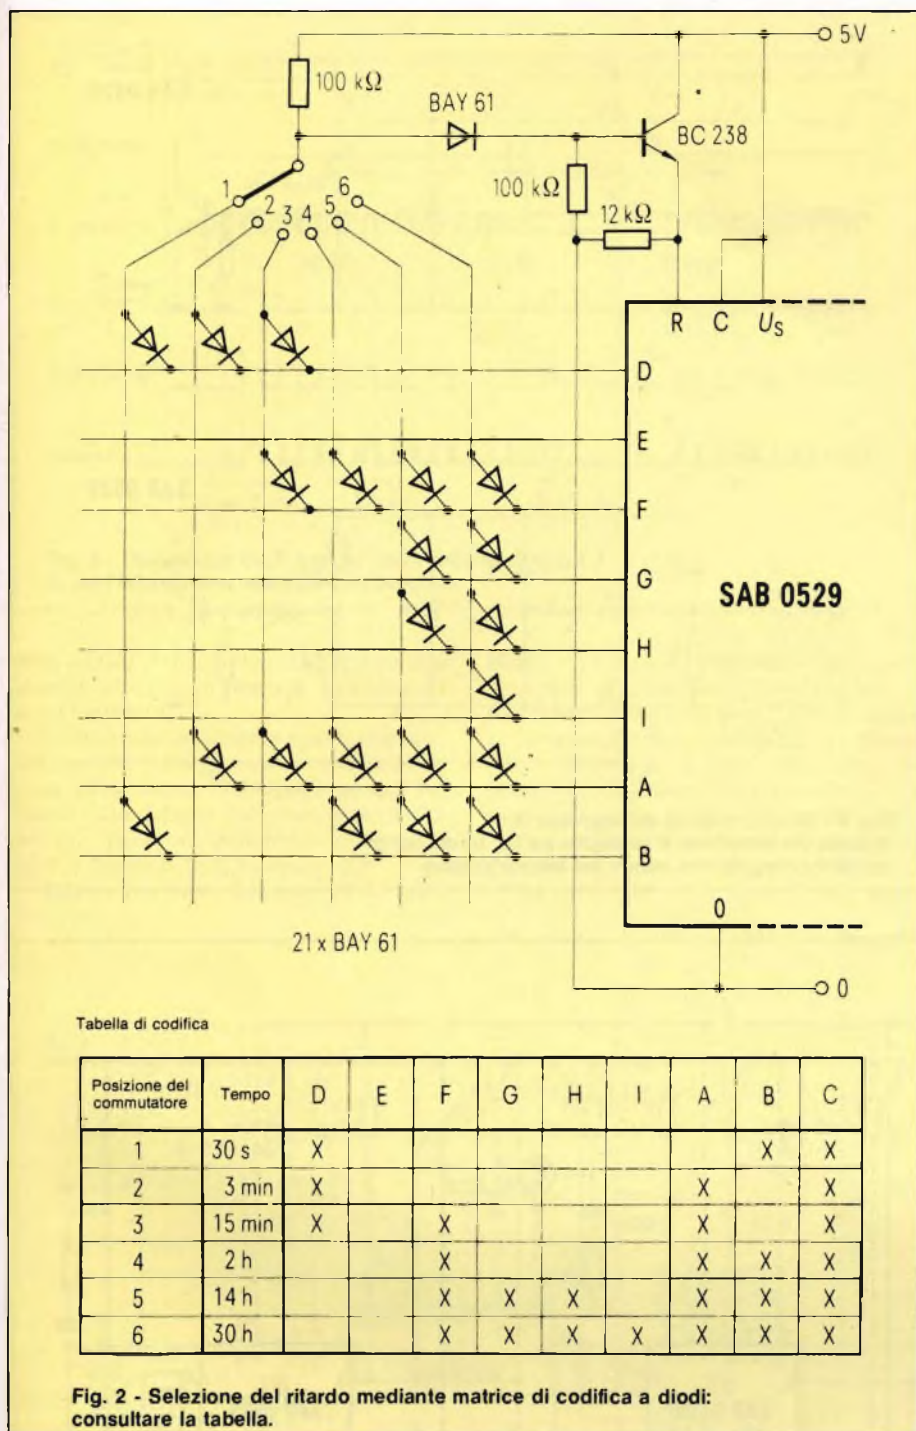 5V
100 kΩ
BAY 61
BC 238
1
2
3
4
5
6
100 kΩ
12 kΩ
R C US
D
E
F
G
SAB 0529
H
I
A
B
0
21 x BAY 61
0
Tabella di codifica
Posizione del commutatore Tempo D E F G H I A B C
1 30 s X X X
2 3 min X X X
3 15 min X X X X
4 2 h X X X X
5 14 h X X X X X X
6 30 h X X X X X X X
Fig. 2 - Selezione del ritardo mediante matrice di codifica a diodi:
consultare la tabella.